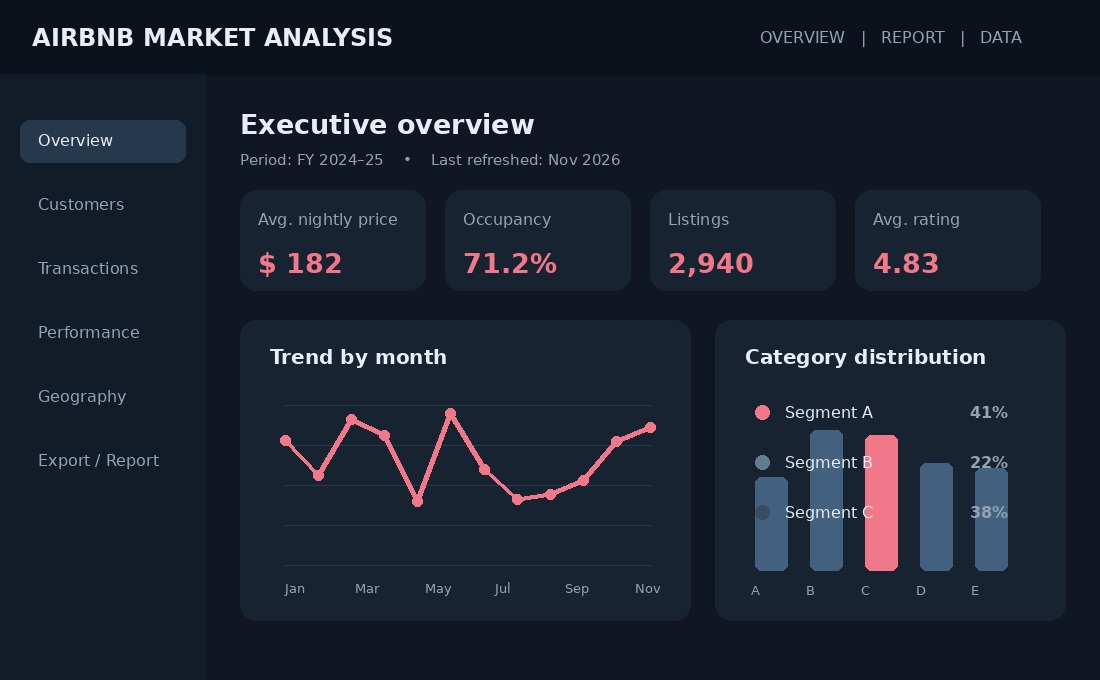 AIRBNB MARKET ANALYSIS
OVERVIEW | REPORT | DATA
Overview
Customers
Transactions
Performance
Geography
Export / Report
Executive overview
Period: FY 2024–25 • Last refreshed: Nov 2026
Avg. nightly price
$ 182
Occupancy
71.2%
Listings
2,940
Avg. rating
4.83
Trend by month
Jan Mar May Jul Sep Nov
Category distribution
Segment A 41%
Segment B 22%
Segment C 38%
A B C D E